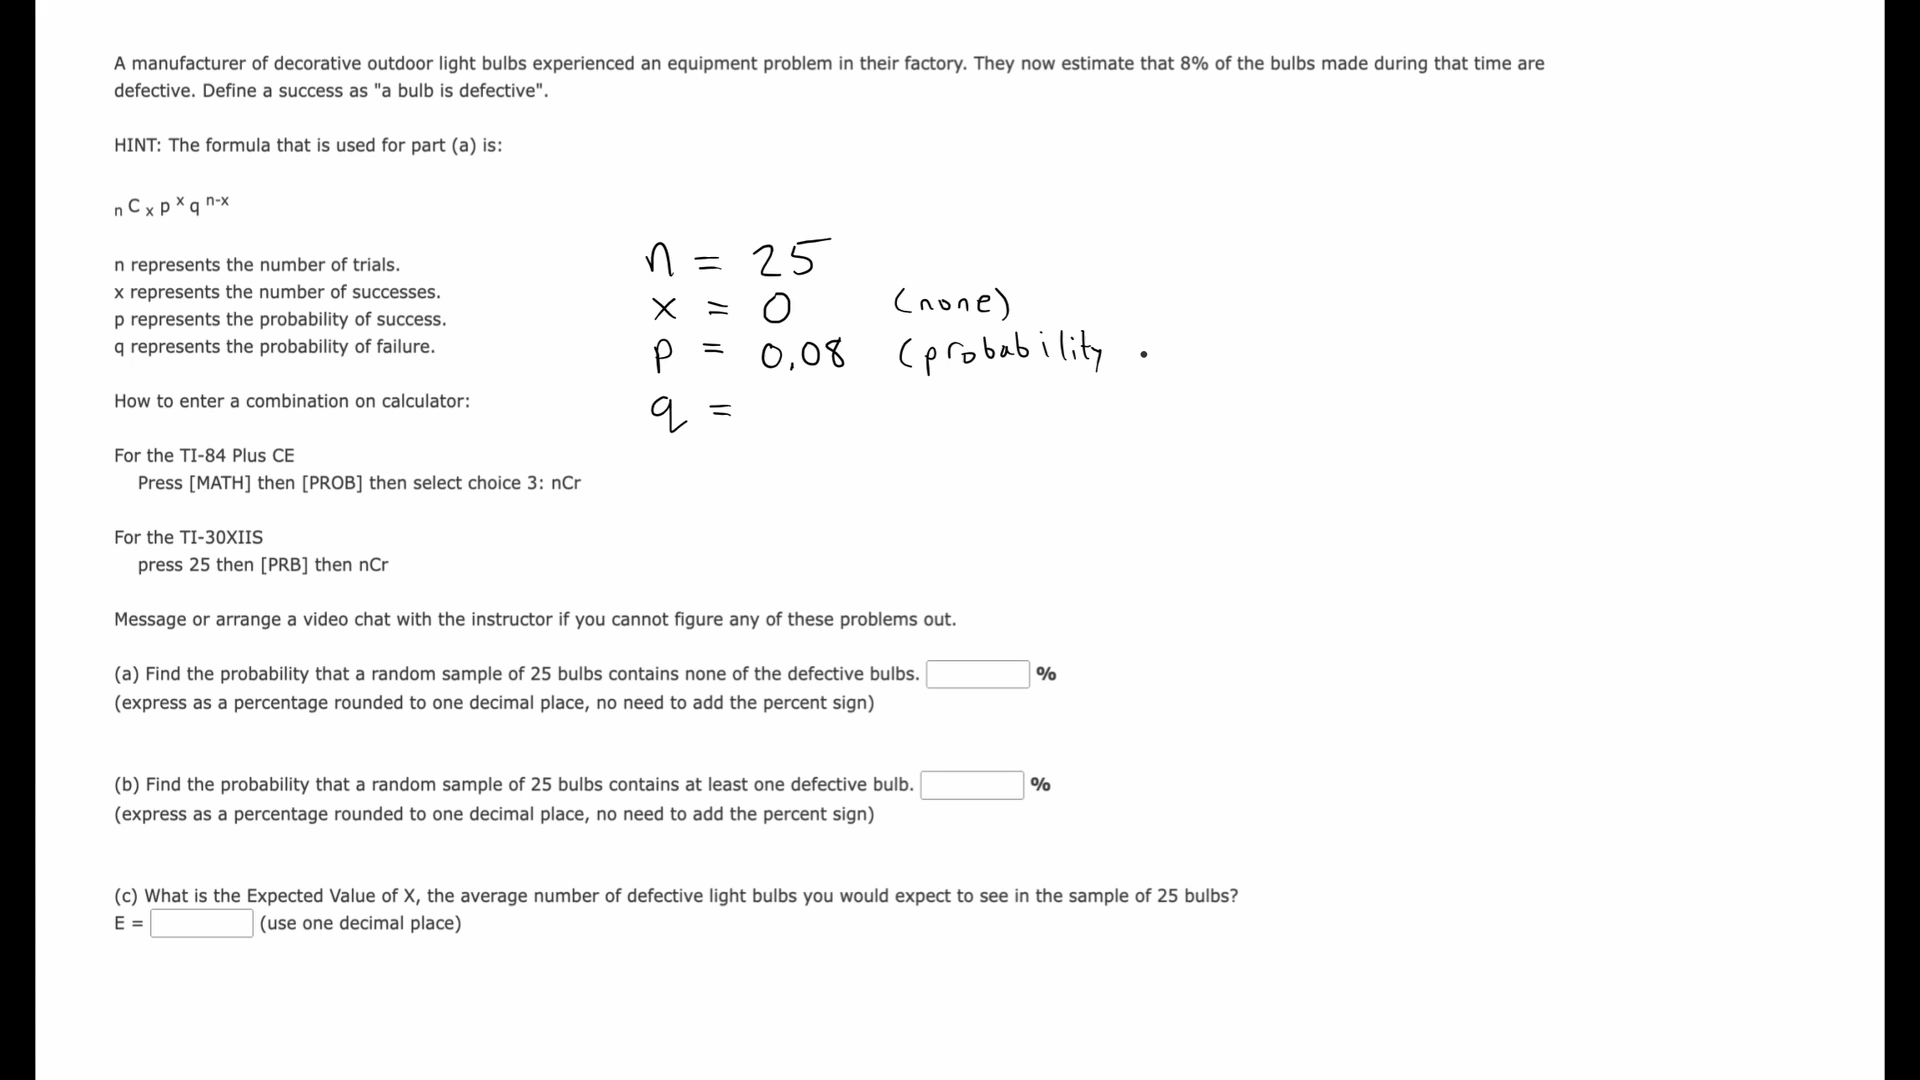 A manufacturer of decorative outdoor light bulbs experienced an equipment problem in their factory. They now estimate that 8% of the bulbs made during that time are
defective. Define a success as "a bulb is defective".
HINT: The formula that is used for part (a) is:
n C x p x q n-x
n represents the number of trials.
x represents the number of successes.
p represents the probability of success.
q represents the probability of failure.
n = 25
x = 0 (none)
p = 0.08 (probability
q =
How to enter a combination on calculator:
For the TI-84 Plus CE
Press [MATH] then [PROB] then select choice 3: nCr
For the TI-30XIIS
press 25 then [PRB] then nCr
Message or arrange a video chat with the instructor if you cannot figure any of these problems out.
(a) Find the probability that a random sample of 25 bulbs contains none of the defective bulbs. %
(express as a percentage rounded to one decimal place, no need to add the percent sign)
(b) Find the probability that a random sample of 25 bulbs contains at least one defective bulb. %
(express as a percentage rounded to one decimal place, no need to add the percent sign)
(c) What is the Expected Value of X, the average number of defective light bulbs you would expect to see in the sample of 25 bulbs?
E = (use one decimal place)